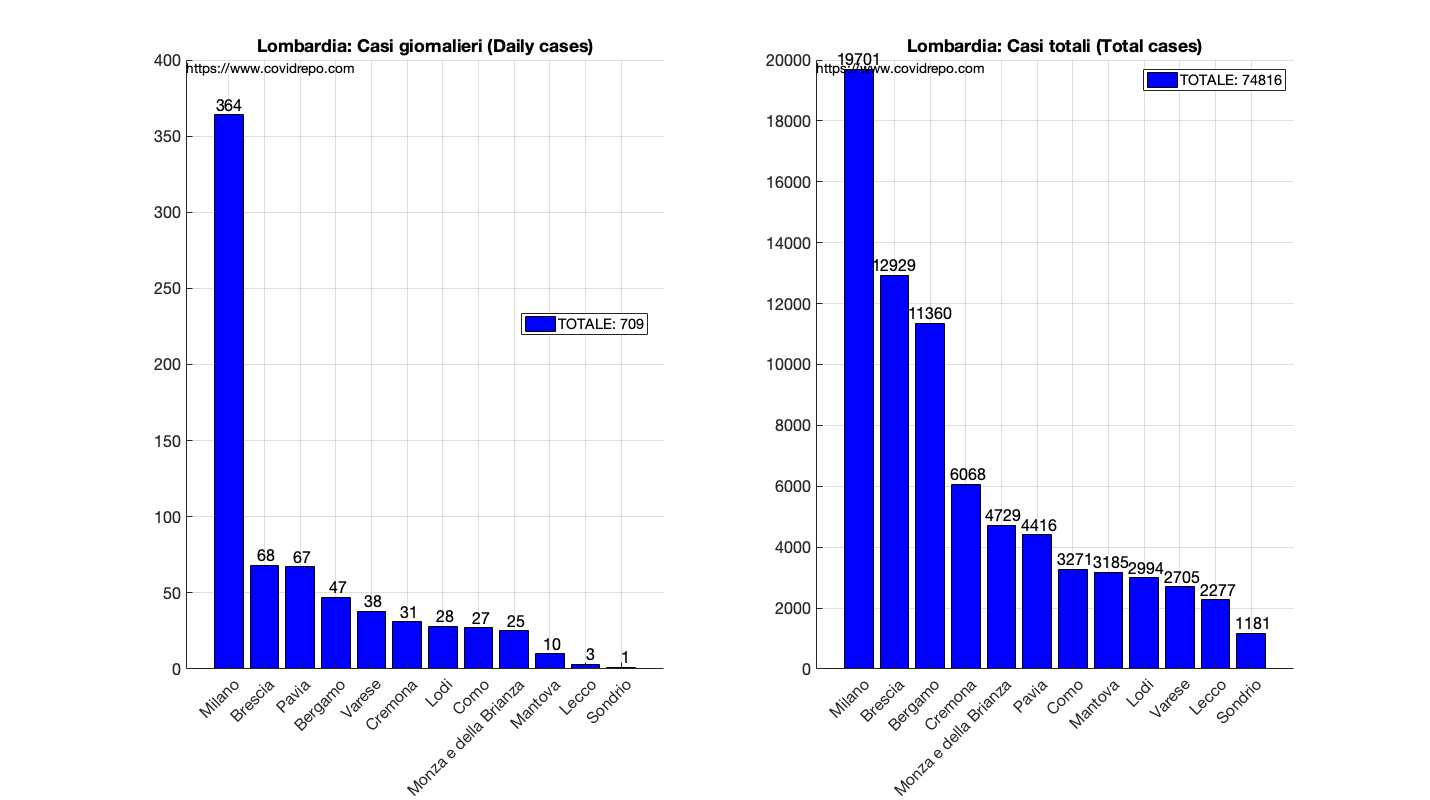 Lombardia: Casi giornalieri (Daily cases)
https://www.covidrepo.com
400
350
300
250
200
150
100
50
0
364
68
67
47
38
31
28
27
25
10
3
1
TOTALE: 709
Milano
Brescia
Pavia
Bergamo
Varese
Cremona
Lodi
Como
Monza e della Brianza
Mantova
Lecco
Sondrio
Lombardia: Casi totali (Total cases)
https://www.covidrepo.com
20000
18000
16000
14000
12000
10000
8000
6000
4000
2000
0
19701
12929
11360
6068
4729
4416
3271
3185
2994
2705
2277
1181
TOTALE: 74816
Milano
Brescia
Bergamo
Cremona
Monza e della Brianza
Pavia
Como
Mantova
Lodi
Varese
Lecco
Sondrio